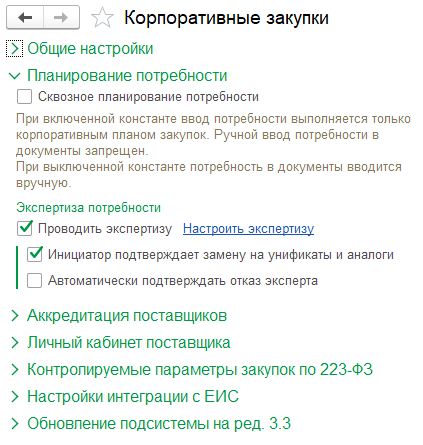 Корпоративные закупки
Общие настройки
Планирование потребности
Сквозное планирование потребности
При включенной константе ввод потребности выполняется только
корпоративным планом закупок. Ручной ввод потребности в
документы запрещен.
При выключенной константе потребность в документы вводится
вручную.
Экспертиза потребности
Проводить экспертизу Настроить экспертизу
Инициатор подтверждает замену на унификаты и аналоги
Автоматически подтверждать отказ эксперта
Аккредитация поставщиков
Личный кабинет поставщика
Контролируемые параметры закупок по 223-ФЗ
Настройки интеграции с ЕИС
Обновление подсистемы на ред. 3.3